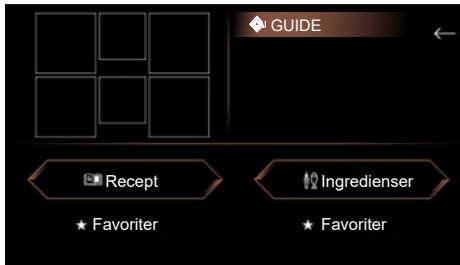 GUIDE
Recept
Ingredienser
Favoriter
Favoriter